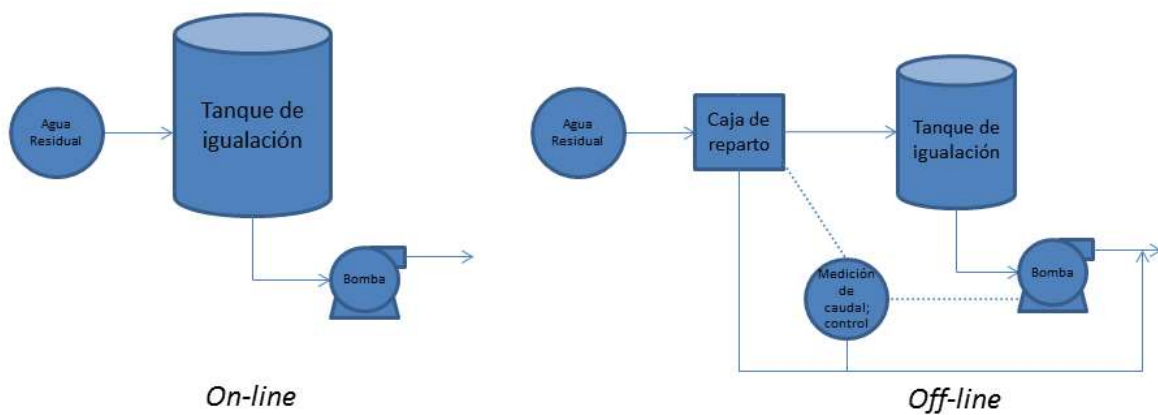 Agua
Residual
Tanque de
igualación
Bomba
On-line
Agua
Residual
Caja de
reparto
Tanque de
igualación
Medición
de
caudal;
control
Bomba
Off-line